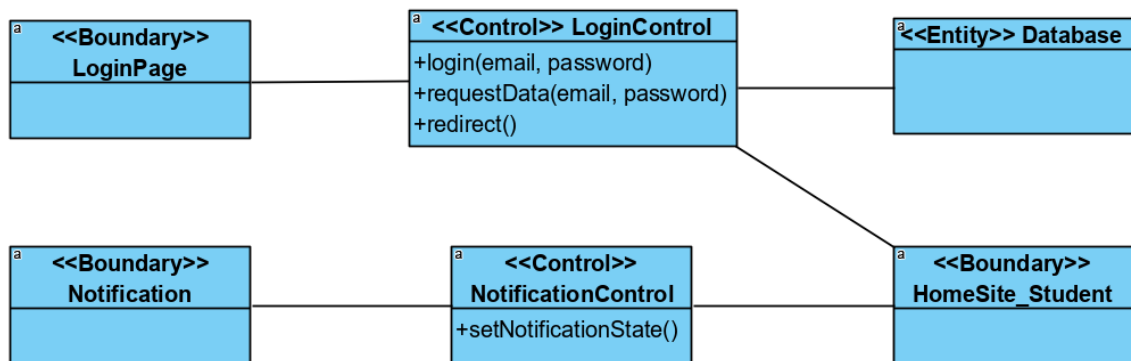 a
<<Boundary>>
LoginPage
a
<<Control>> LoginControl
+login(email, password)
+requestData(email, password)
+redirect()
a
<<Entity>> Database
a
<<Boundary>>
Notification
a
<<Control>>
NotificationControl
+setNotificationState()
a
<<Boundary>>
HomeSite_Student